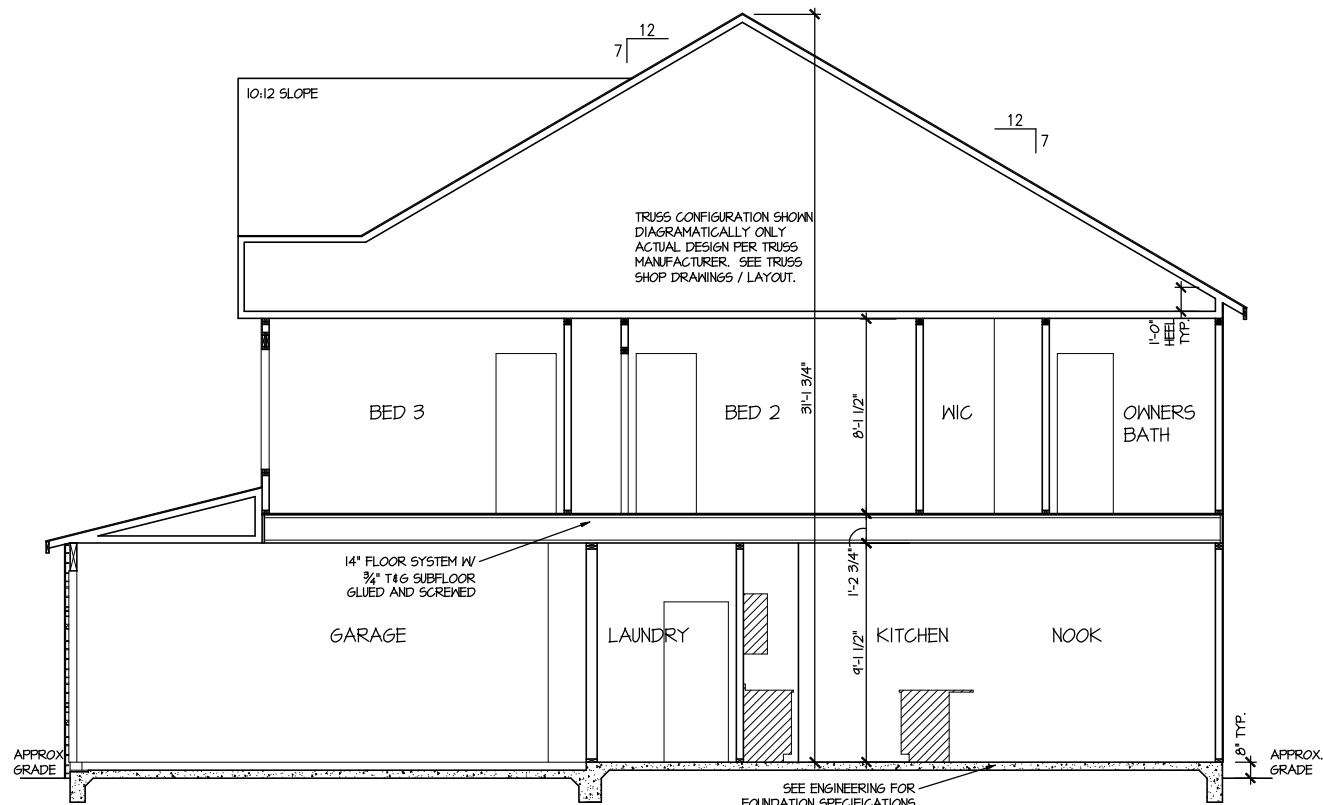 12
7
10:12 SLOPE
12
7
TRUSS CONFIGURATION SHOWN
DIAGRAMATICALLY ONLY
ACTUAL DESIGN PER TRUSS
MANUFACTURER. SEE TRUSS
SHOP DRAWINGS / LAYOUT.
1'-0"
HEEL
TYP.
31'-1 3/4"
8'-1 1/2"
BED 3
BED 2
WIC
OWNERS
BATH
14" FLOOR SYSTEM W/
3/4" T&G SUBFLOOR
GLUED AND SCREWED
1'-2 3/4"
GARAGE
LAUNDRY
KITCHEN
NOOK
9'-1 1/2"
8" TYP.
APPROX.
GRADE
APPROX.
GRADE
SEE ENGINEERING FOR
FOUNDATION SPECIFICATIONS